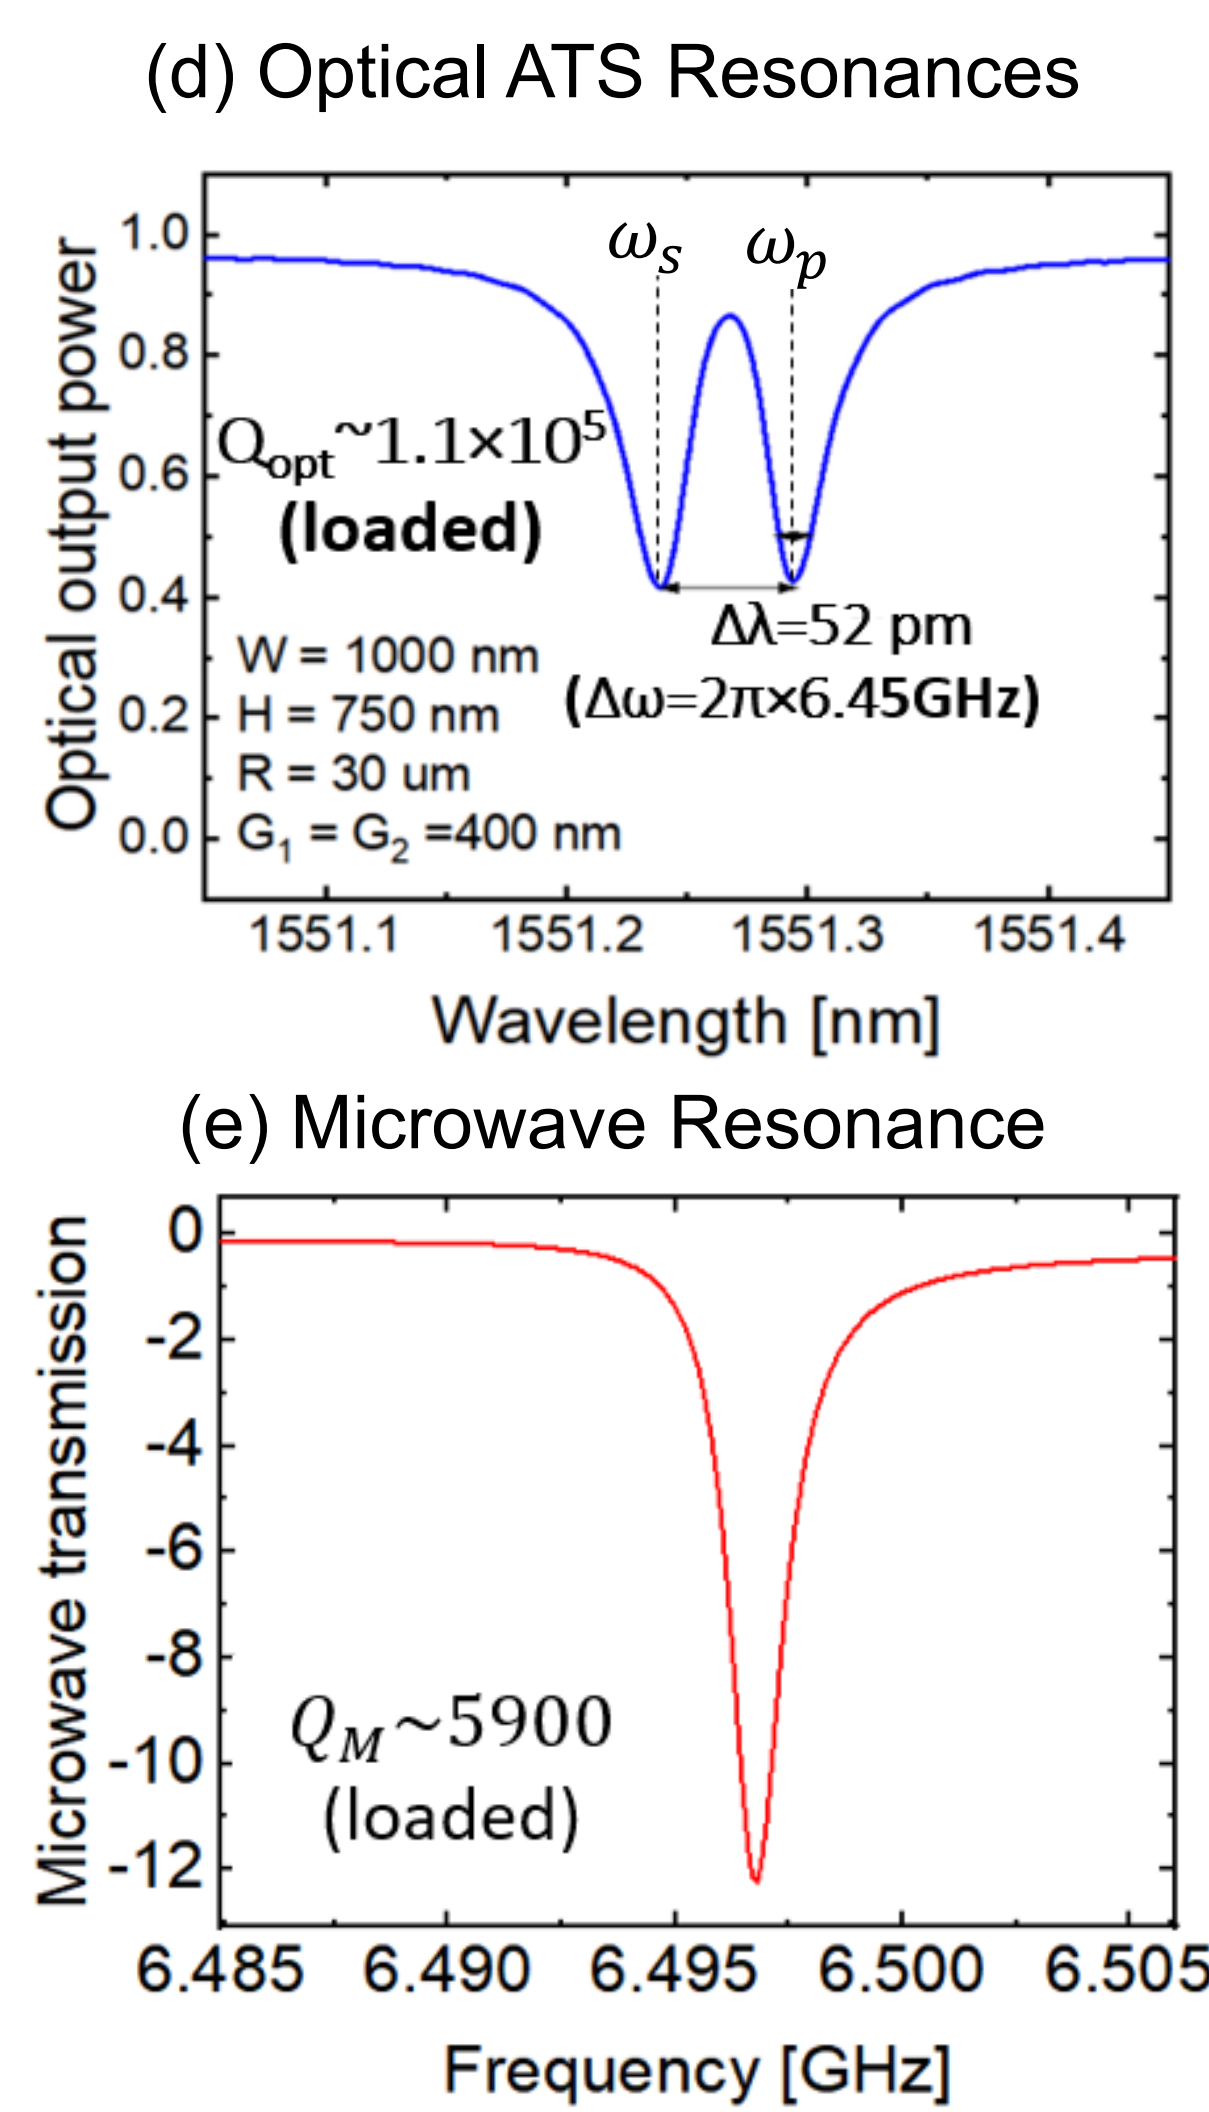 (d) Optical ATS Resonances
ωs ωp
1.0
0.8
0.6
0.4
0.2
0.0
Optical output power
Qopt~1.1×10⁵
(loaded)
Δλ=52 pm
(Δω=2π×6.45GHz)
W = 1000 nm
H = 750 nm
R = 30 um
G₁ = G₂ =400 nm
1551.1 1551.2 1551.3 1551.4
Wavelength [nm]
(e) Microwave Resonance
0
-2
-4
-6
-8
-10
-12
Microwave transmission
QM~5900
(loaded)
6.485 6.490 6.495 6.500 6.505
Frequency [GHz]